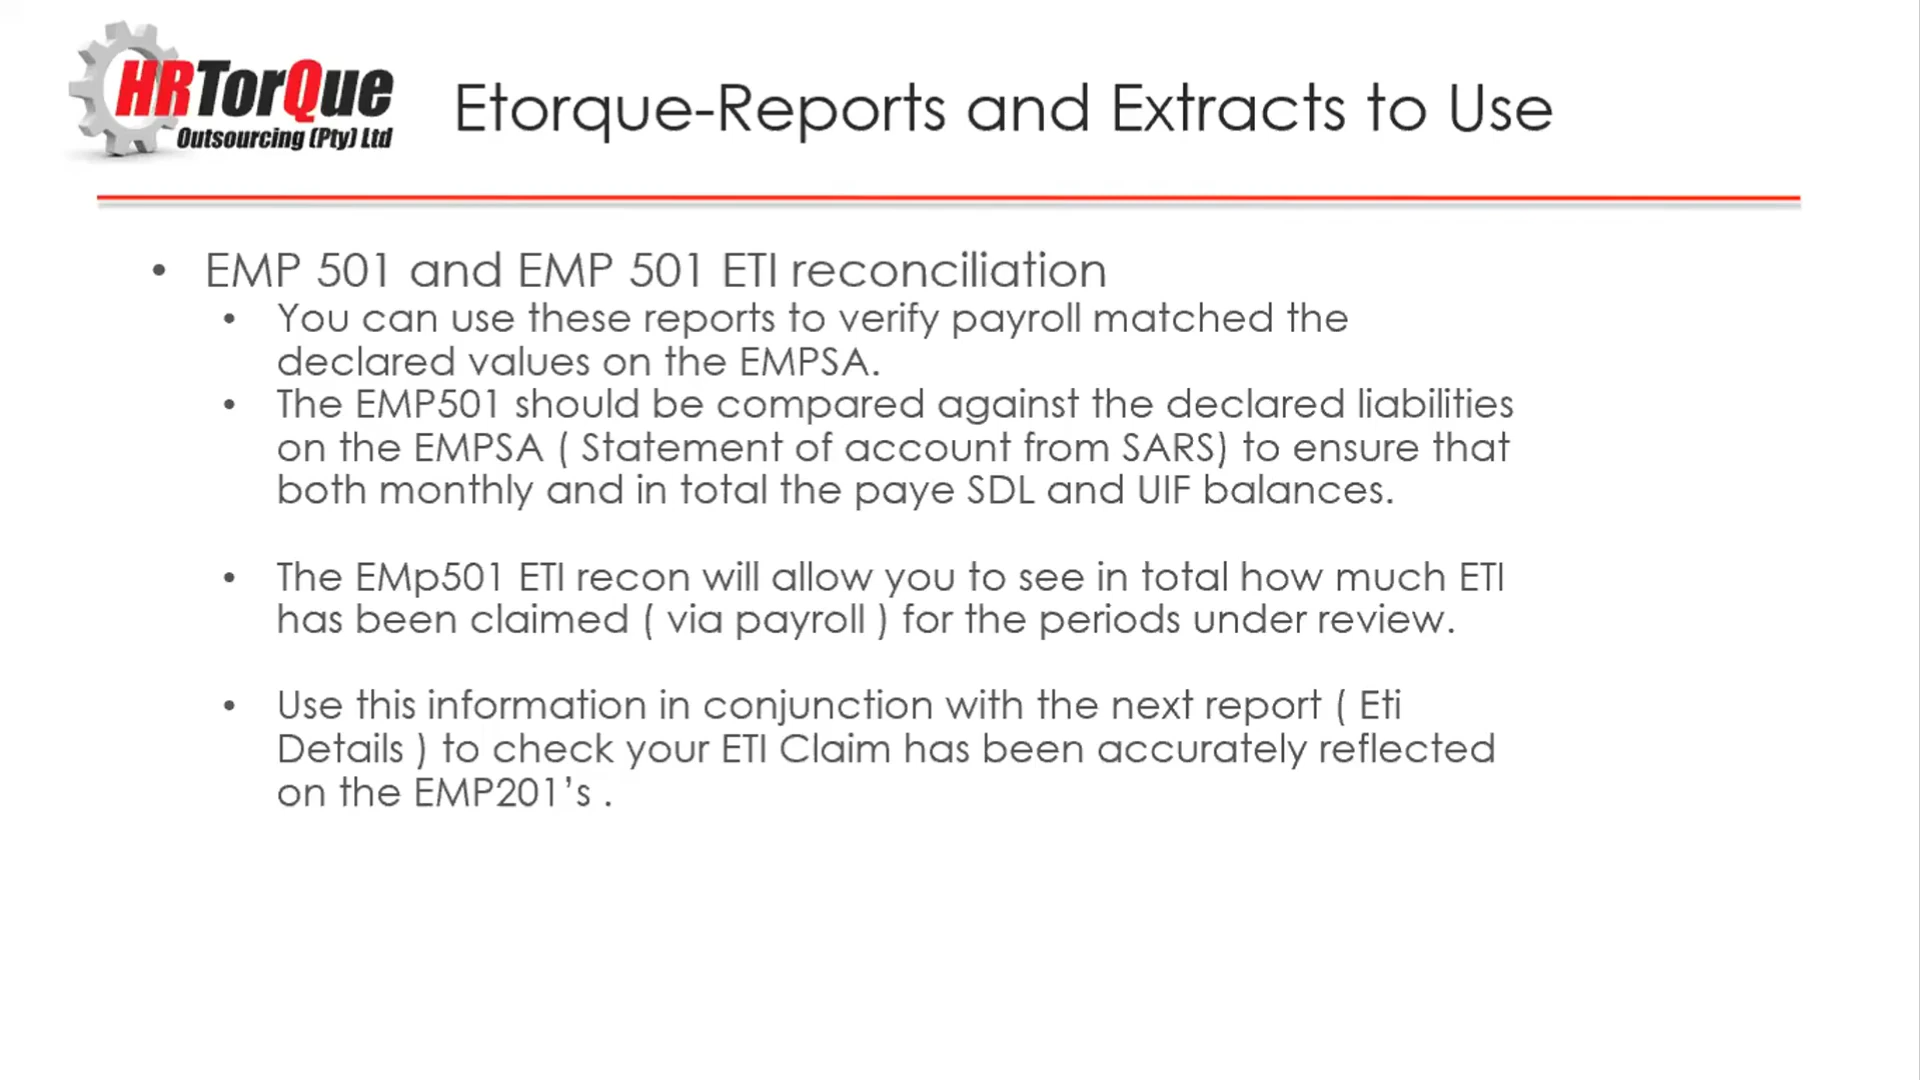 HRTorQue
Outsourcing (Pty) Ltd
Etorque-Reports and Extracts to Use
• EMP 501 and EMP 501 ETI reconciliation
• You can use these reports to verify payroll matched the
declared values on the EMPSA.
• The EMP501 should be compared against the declared liabilities
on the EMPSA ( Statement of account from SARS) to ensure that
both monthly and in total the paye SDL and UIF balances.
• The EMp501 ETI recon will allow you to see in total how much ETI
has been claimed ( via payroll ) for the periods under review.
• Use this information in conjunction with the next report ( Eti
Details ) to check your ETI Claim has been accurately reflected
on the EMP201’s .